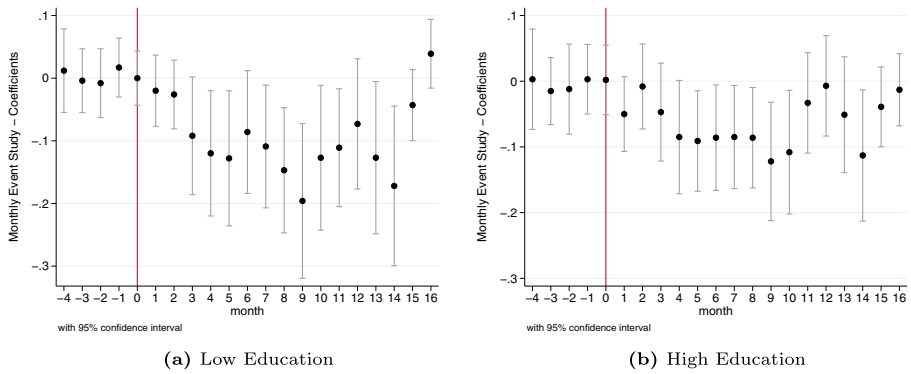 .1
0
−.1
−.2
−.3
Monthly Event Study − Coefficients
−4 −3 −2 −1 0 1 2 3 4 5 6 7 8 9 10 11 12 13 14 15 16
month
with 95% confidence interval
(a) Low Education
.1
0
−.1
−.2
−.3
Monthly Event Study − Coefficients
−4 −3 −2 −1 0 1 2 3 4 5 6 7 8 9 10 11 12 13 14 15 16
month
with 95% confidence interval
(b) High Education